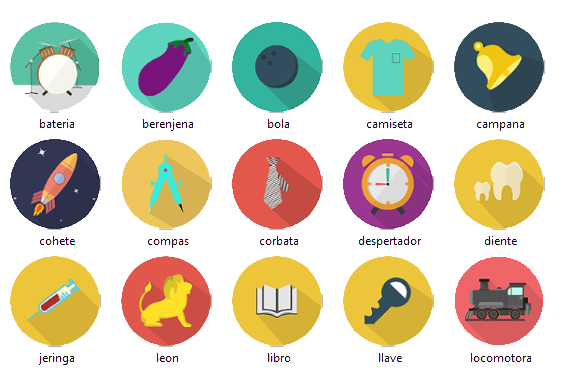 bateria berenjena bola camiseta campana
cohete compas corbata despertador diente
jeringa leon libro llave locomotora